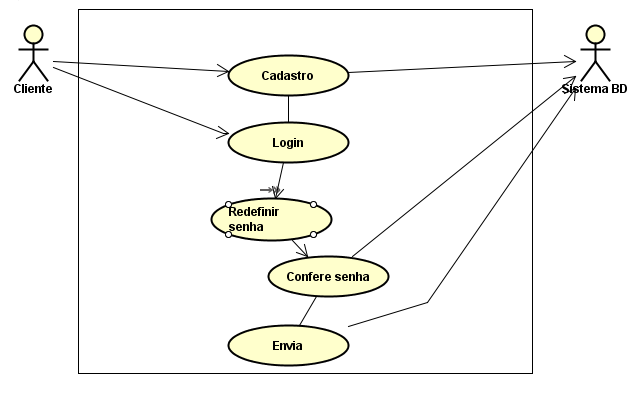 Cliente
Sistema BD
Cadastro
Login
Redefinir
senha
Confere senha
Envia